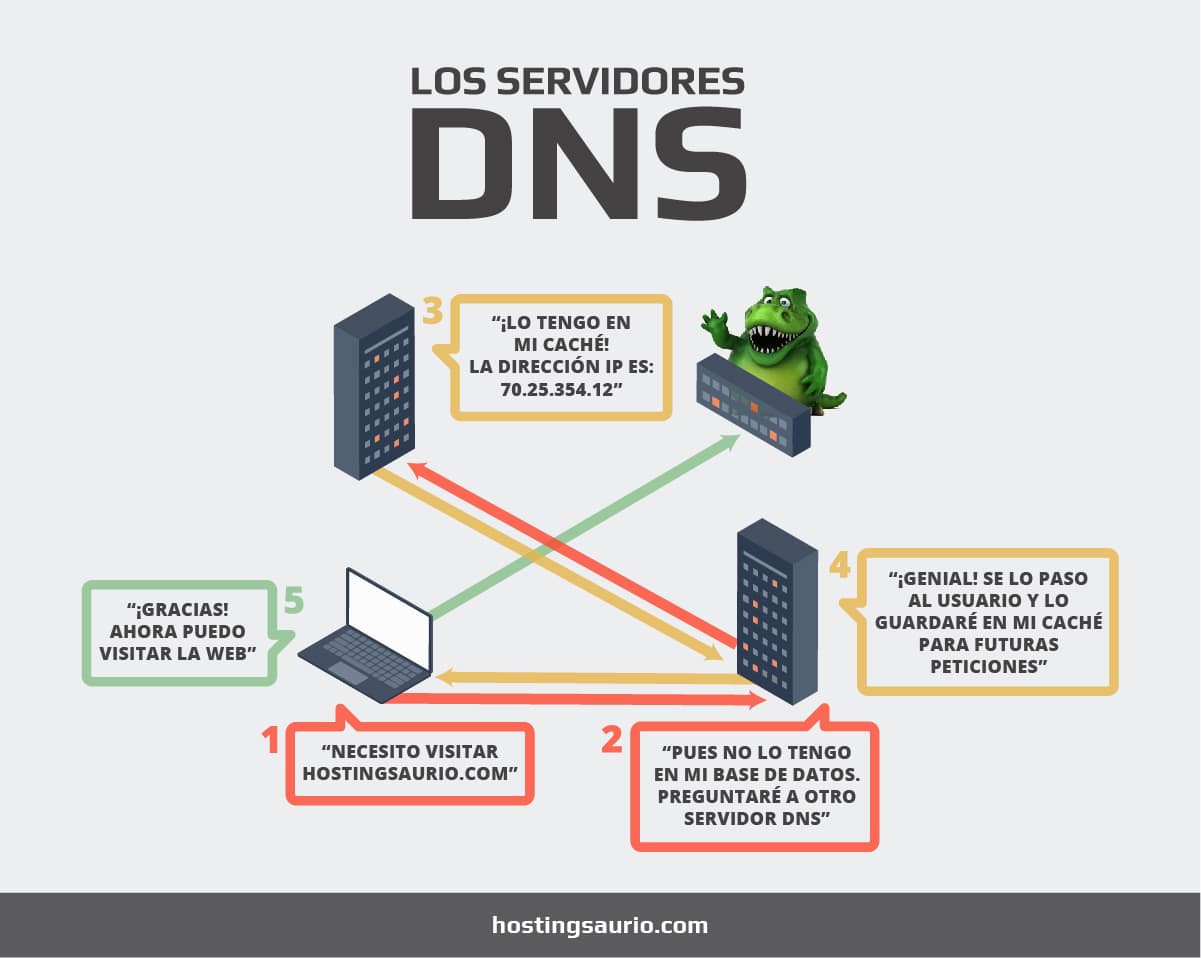 LOS SERVIDORES
DNS
3
“¡LO TENGO EN
MI CACHÉ!
LA DIRECCIÓN IP ES:
70.25.354.12”
4
“¡GENIAL! SE LO PASO
AL USUARIO Y LO
GUARDARÉ EN MI CACHÉ
PARA FUTURAS
PETICIONES”
5
“¡GRACIAS!
AHORA PUEDO
VISITAR LA WEB”
1
“NECESITO VISITAR
HOSTINGSAURIO.COM”
2
“PUES NO LO TENGO
EN MI BASE DE DATOS.
PREGUNTARÉ A OTRO
SERVIDOR DNS”
hostingsaurio.com